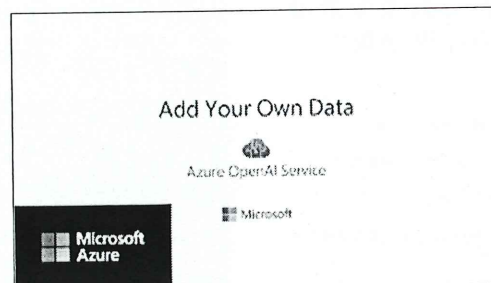 Add Your Own Data
Azure OpenAI Service
Microsoft
Microsoft
Azure